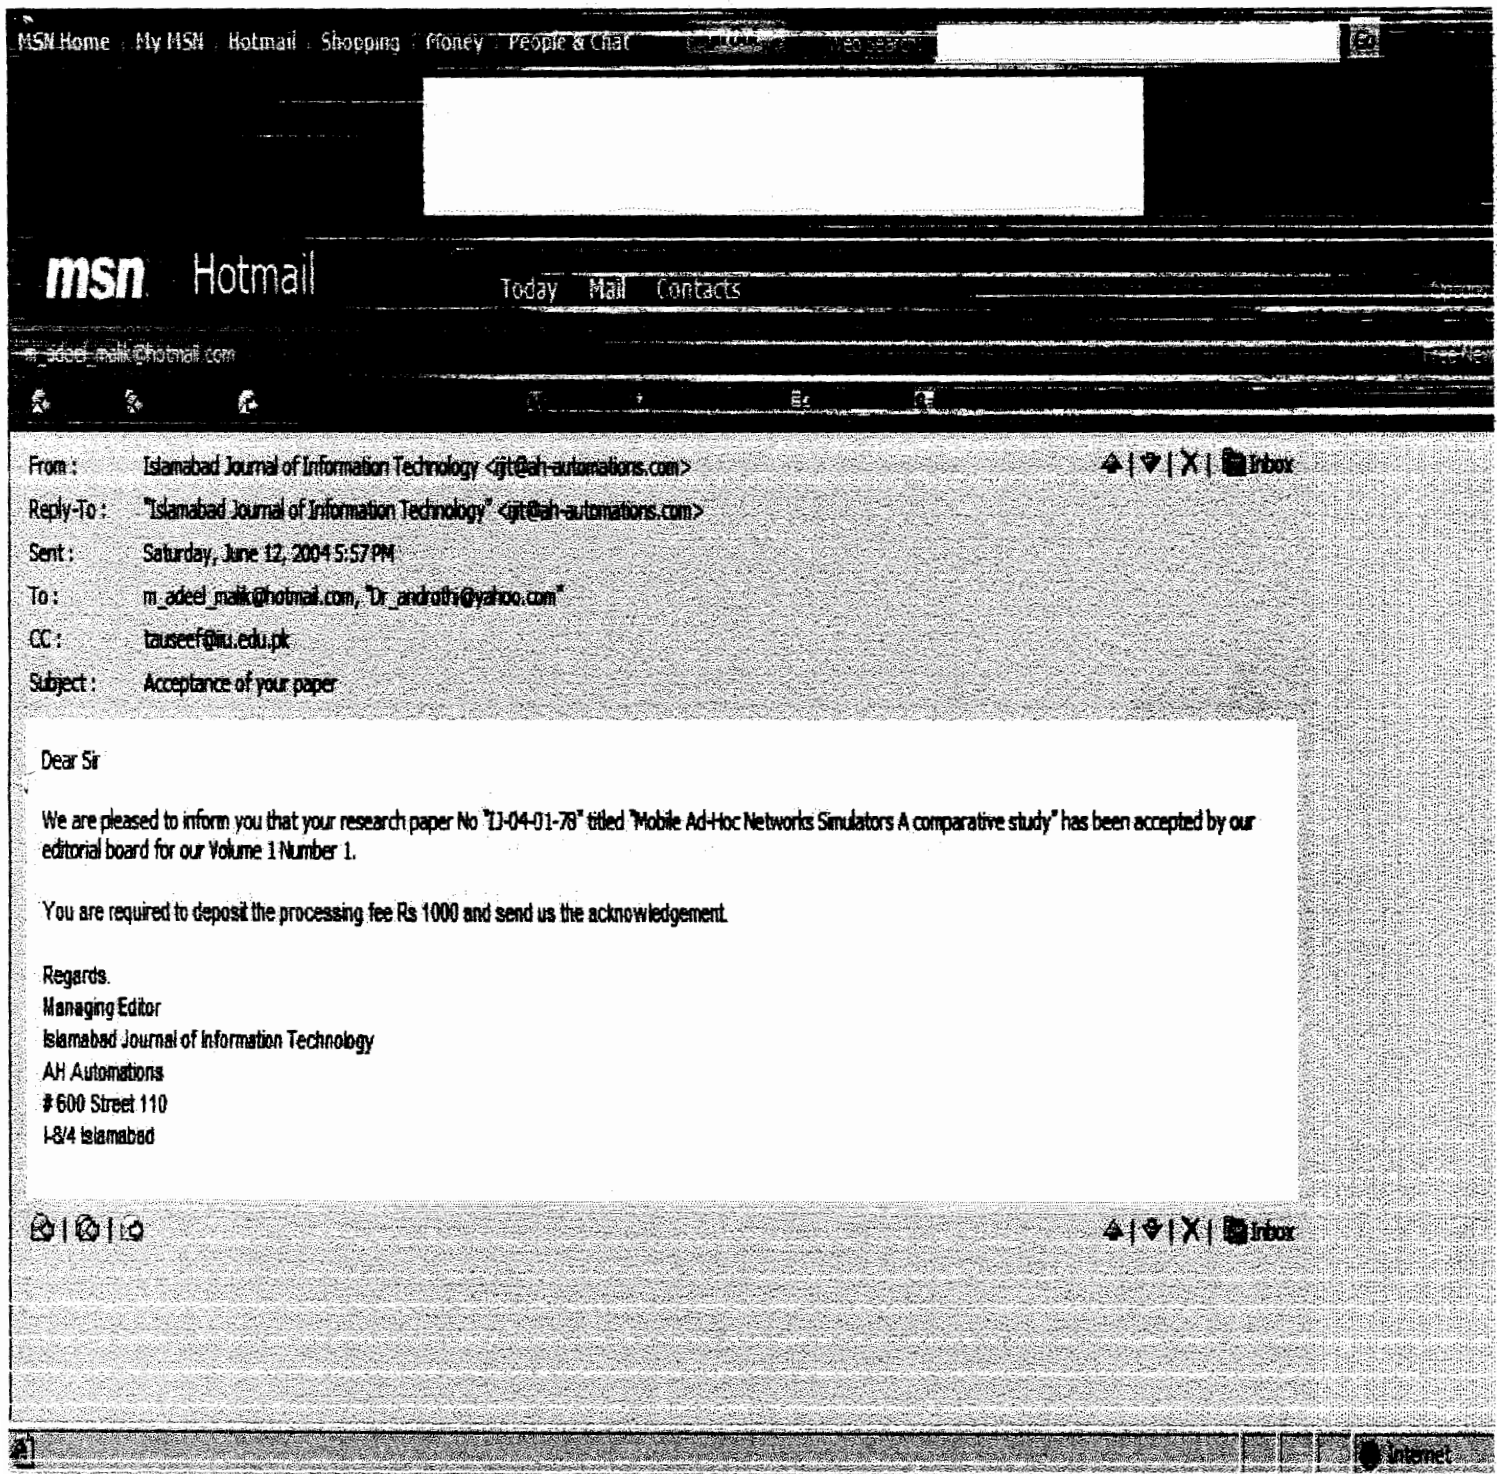 MSN Home My MSN Hotmail Shopping Money People & Chat Web Search: Go
msn Hotmail Today Mail Contacts Options
m_adeel_malik@hotmail.com Free New
From : Islamabad Journal of Information Technology <ijit@ah-automations.com> Inbox
Reply-To : "Islamabad Journal of Information Technology" <ijit@ah-automations.com>
Sent : Saturday, June 12, 2004 5:57 PM
To : m_adeel_malik@hotmail.com, "Dr_androthi@yahoo.com"
CC : tauseef@iiu.edu.pk
Subject : Acceptance of your paper
Dear Sir
We are pleased to inform you that your research paper No "IJ-04-01-78" titled "Mobile Ad-Hoc Networks Simulators A comparative study" has been accepted by our
editorial board for our Volume 1 Number 1.
You are required to deposit the processing fee Rs 1000 and send us the acknowledgement.
Regards.
Managing Editor
Islamabad Journal of Information Technology
AH Automations
# 600 Street 110
I-8/4 Islamabad
Inbox
Internet